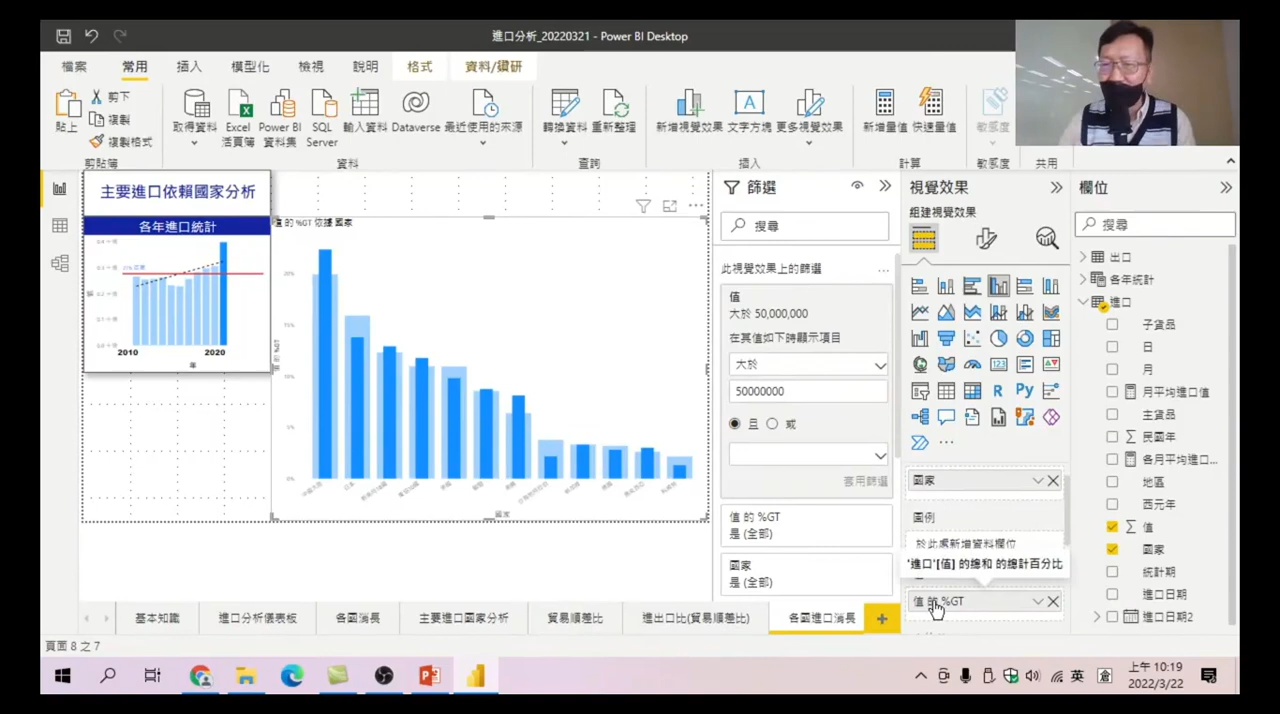 進口分析_20220321 - Power BI Desktop
檔案 常用 插入 模型化 檢視 說明 格式 資料/鑽研
貼上 剪下 複製 複製格式
取得資料 Excel 活頁簿 Power BI 資料集 SQL Server 輸入資料 Dataverse 最近使用的來源
轉換資料 重新整理
新增視覺效果 文字方塊 更多視覺效果
新增量值 快速量值
敏感度
剪貼簿 資料 查詢 插入 計算 敏感度 共用
主要進口依賴國家分析
各年進口統計
2010 2020
年
值 的 %GT 依據 國家
國家
篩選
搜尋
此視覺效果上的篩選
值
大於 50,000,000
在其值如下時顯示項目
大於
50000000
且 或
套用篩選
值 的 %GT
是 (全部)
國家
是 (全部)
視覺效果
組建視覺效果
R Py
國家
圖例
於此處新增資料欄位
'進口'[值] 的總和 的總計百分比
值 的 %GT
欄位
搜尋
出口
各年統計
進口
子貨品
日
月
月平均進口值
主貨品
民國年
各月平均進口...
地區
西元年
值
國家
統計期
進口日期
進口日期2
基本知識 進口分析儀表板 各國消長 主要進口國家分析 貿易順差比 進出口比(貿易順差比) 各國進口消長
頁面 8 之 7
英
上午 10:19
2022/3/22